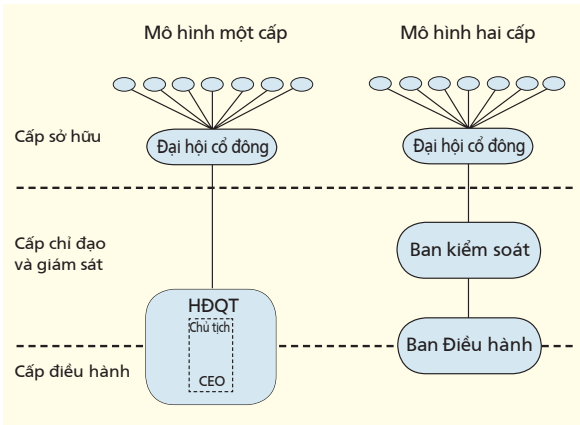 Mô hình một cấp
Mô hình hai cấp
Cấp sở hữu
Đại hội cổ đông
Đại hội cổ đông
Cấp chỉ đạo
và giám sát
Ban kiểm soát
HĐQT
Chủ tịch
Ban Điều hành
Cấp điều hành
CEO